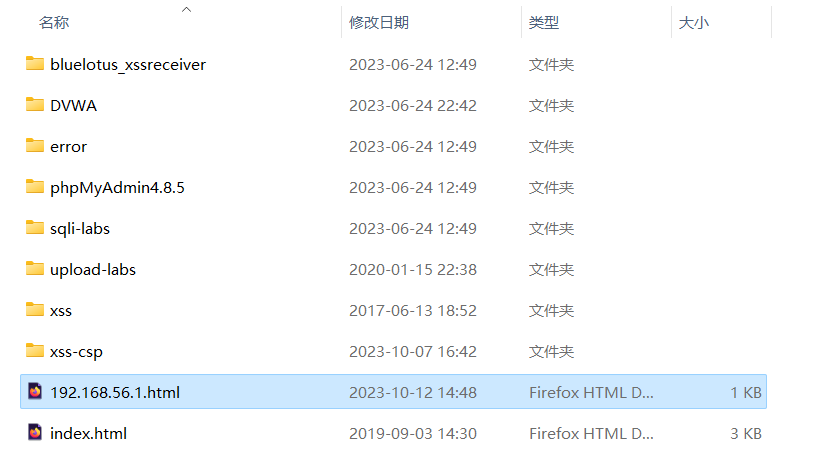 名称 修改日期 类型 大小
bluelotus_xssreceiver 2023-06-24 12:49 文件夹
DVWA 2023-06-24 22:42 文件夹
error 2023-06-24 12:49 文件夹
phpMyAdmin4.8.5 2023-06-24 12:49 文件夹
sqli-labs 2023-06-24 12:49 文件夹
upload-labs 2020-01-15 22:38 文件夹
xss 2017-06-13 18:52 文件夹
xss-csp 2023-10-07 16:42 文件夹
192.168.56.1.html 2023-10-12 14:48 Firefox HTML D... 1 KB
index.html 2019-09-03 14:30 Firefox HTML D... 3 KB